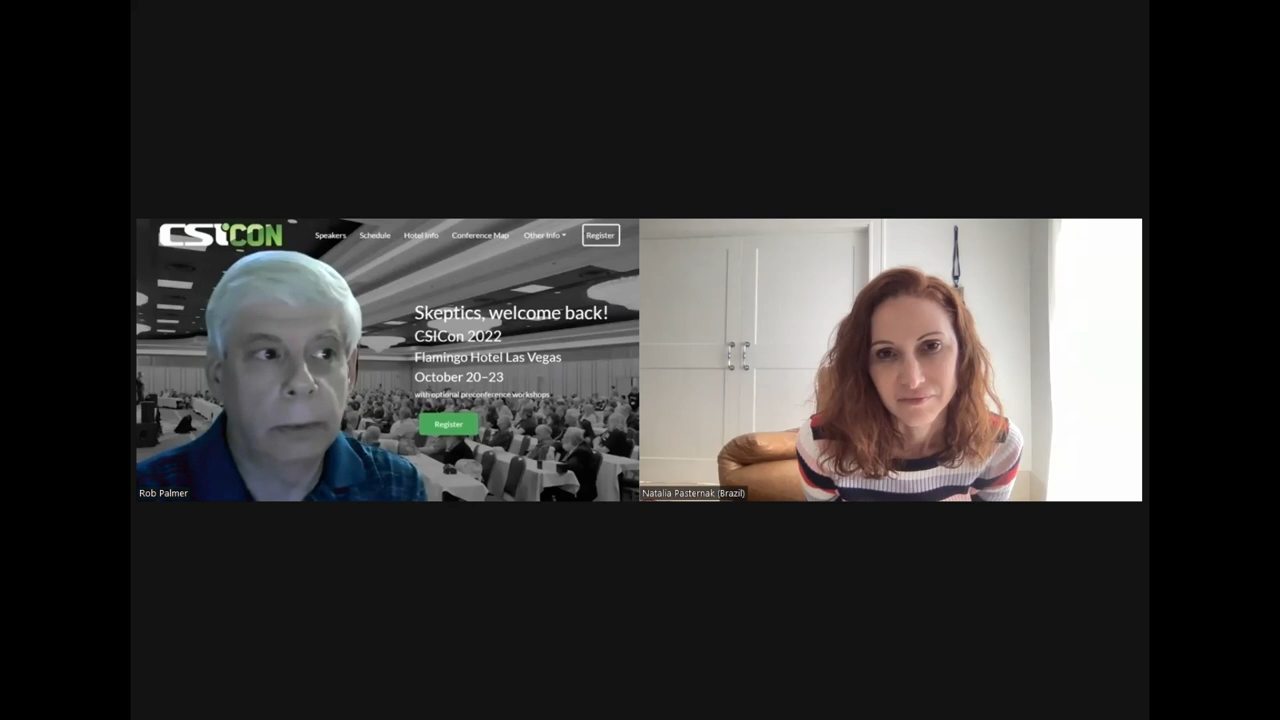 CSICON
Speakers Schedule Hotel Info Conference Map Other Info Register
Skeptics, welcome back!
CSICon 2022
Flamingo Hotel Las Vegas
October 20–23
with optional preconference workshops
Register
Rob Palmer
Natália Pasternak (Brazil)